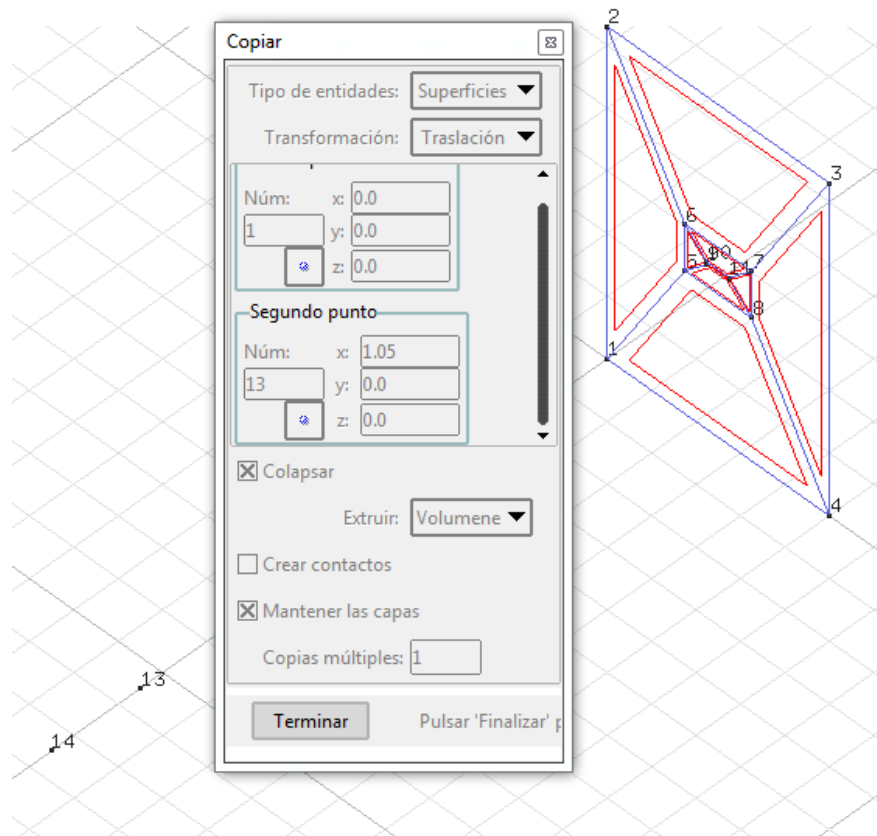 Copiar
Tipo de entidades: Superficies
Transformación: Traslación
Núm: x: 0.0
1 y: 0.0
z: 0.0
Segundo punto
Núm: x: 1.05
13 y: 0.0
z: 0.0
Colapsar
Extruir: Volumene
Crear contactos
Mantener las capas
Copias múltiples: 1
Terminar Pulsar 'Finalizar' p
2
3
6
7
8
1
4
13
14